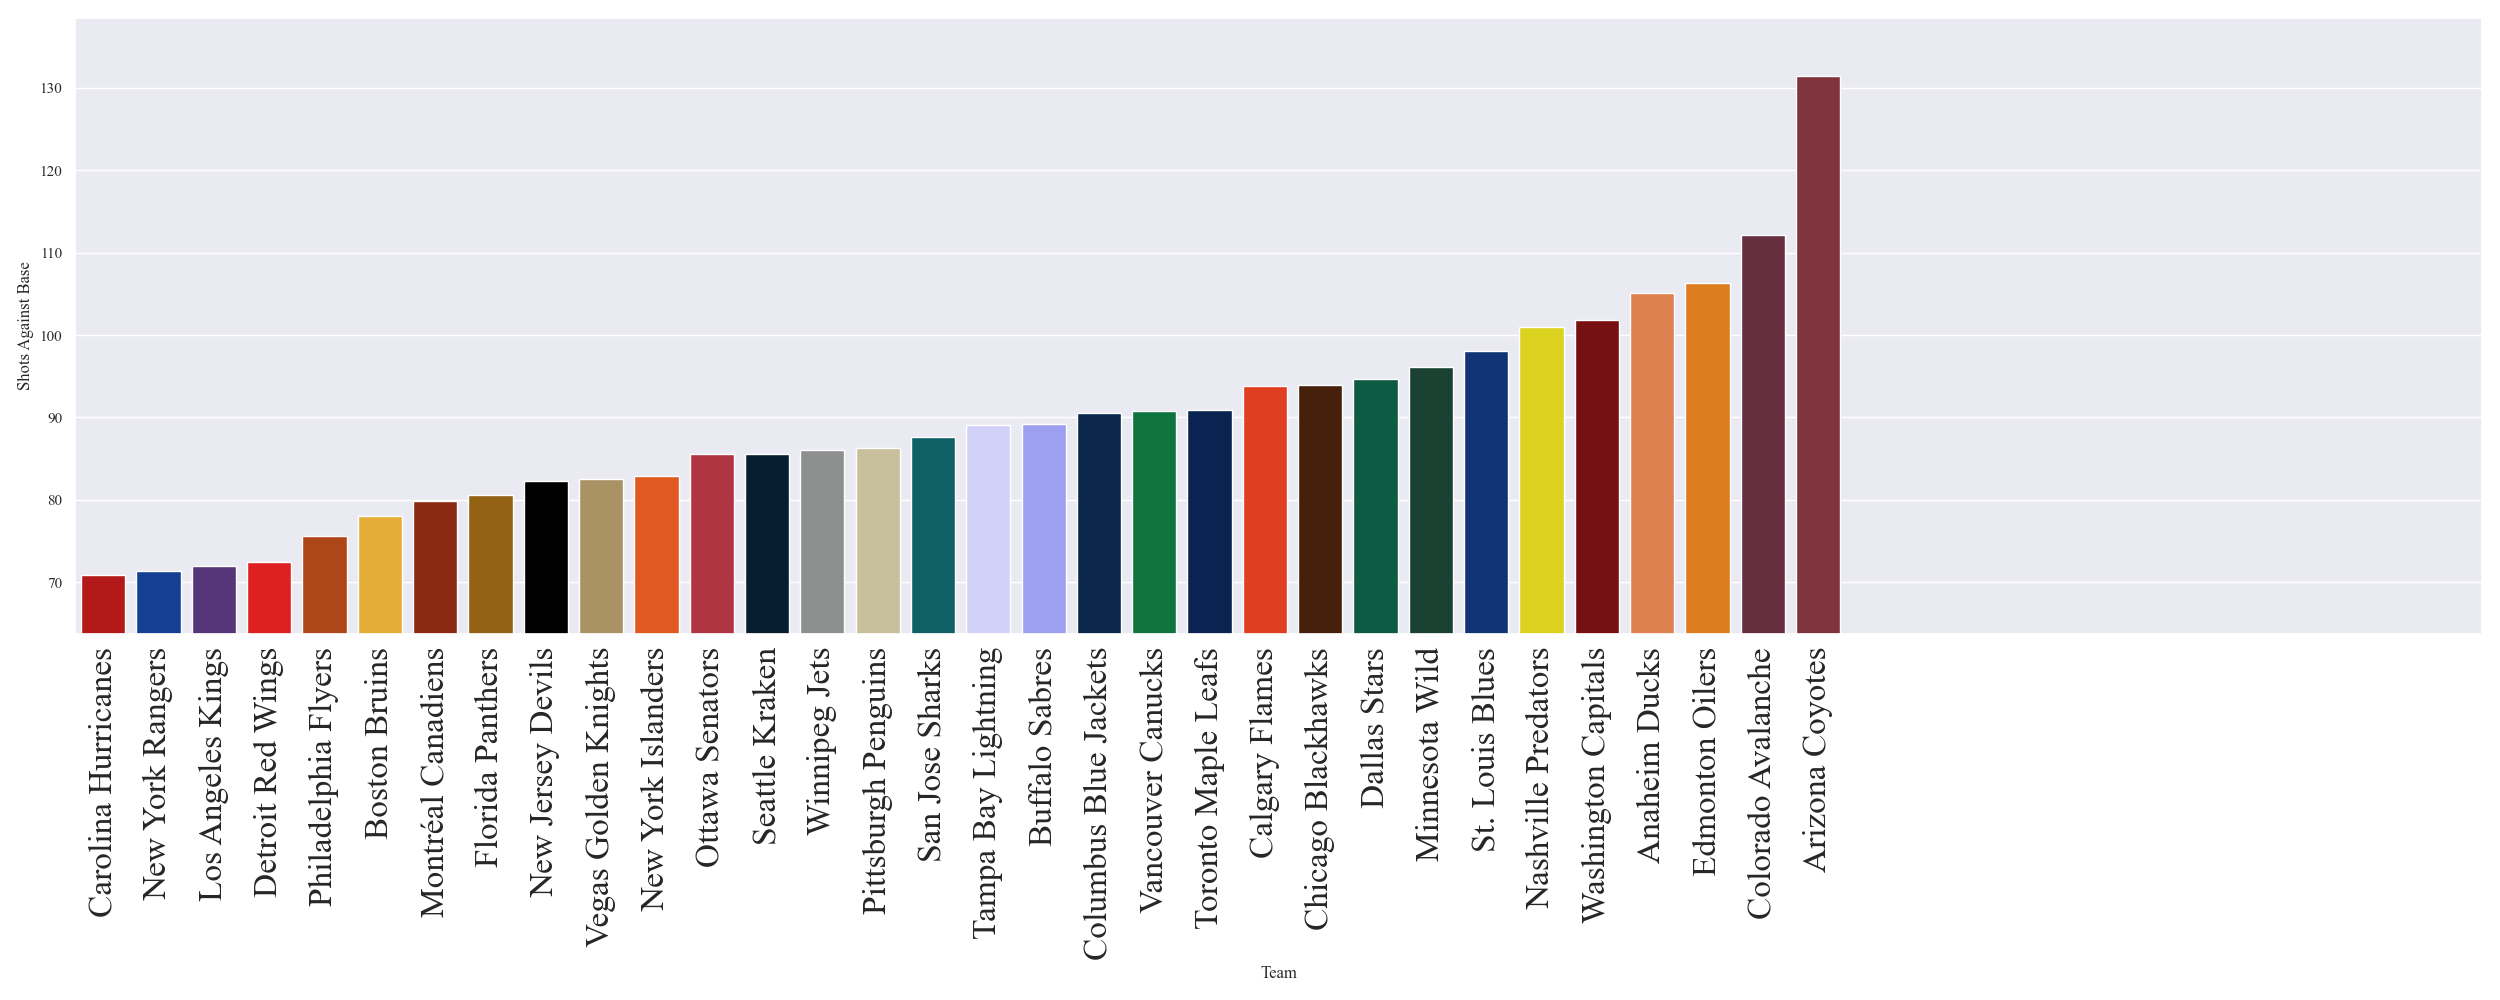 130
120
110
100
90
80
70
Shots Against Base
Carolina Hurricanes
New York Rangers
Los Angeles Kings
Detroit Red Wings
Philadelphia Flyers
Boston Bruins
Montréal Canadiens
Florida Panthers
New Jersey Devils
Vegas Golden Knights
New York Islanders
Ottawa Senators
Seattle Kraken
Winnipeg Jets
Pittsburgh Penguins
San Jose Sharks
Tampa Bay Lightning
Buffalo Sabres
Columbus Blue Jackets
Vancouver Canucks
Toronto Maple Leafs
Calgary Flames
Chicago Blackhawks
Dallas Stars
Minnesota Wild
St. Louis Blues
Nashville Predators
Washington Capitals
Anaheim Ducks
Edmonton Oilers
Colorado Avalanche
Arizona Coyotes
Team